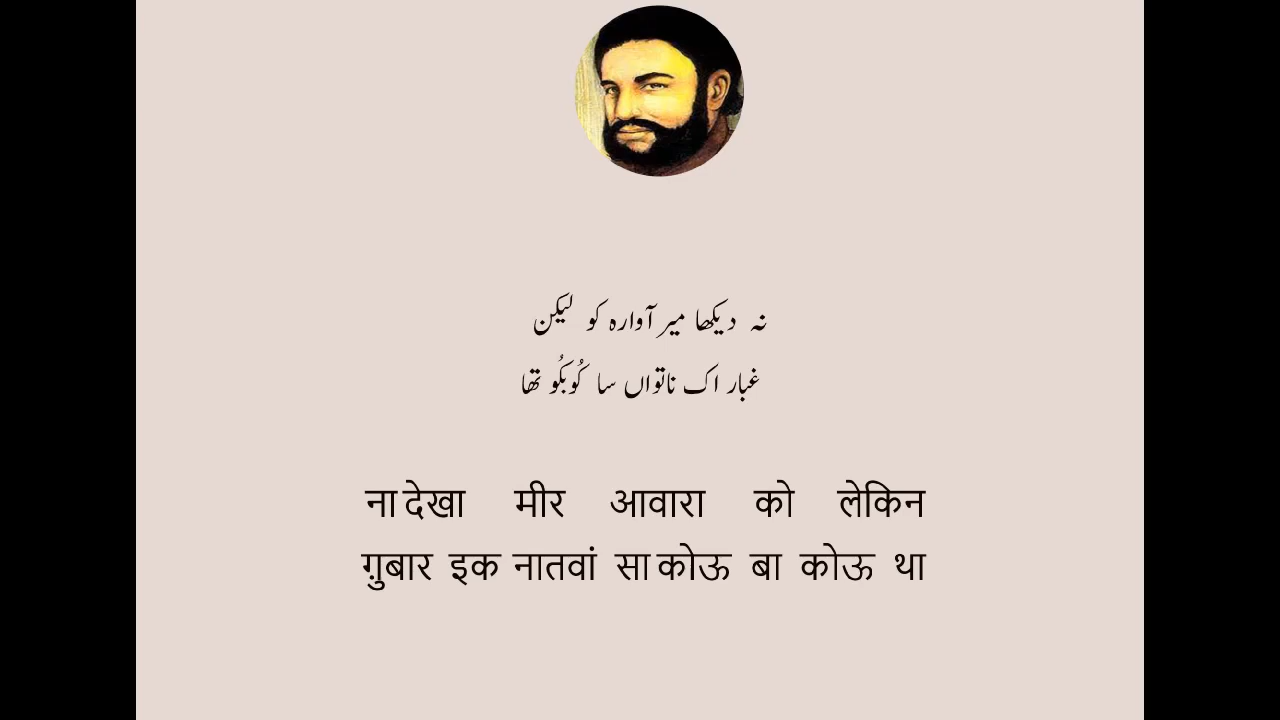 نہ دیکھا میر آوارہ کو لیکن
غبار اک ناتواں سا کُوبکُو تھا
ना देखा मीर आवारा को लेकिन
ग़ुबार इक नातवां सा कोऊ बा कोऊ था